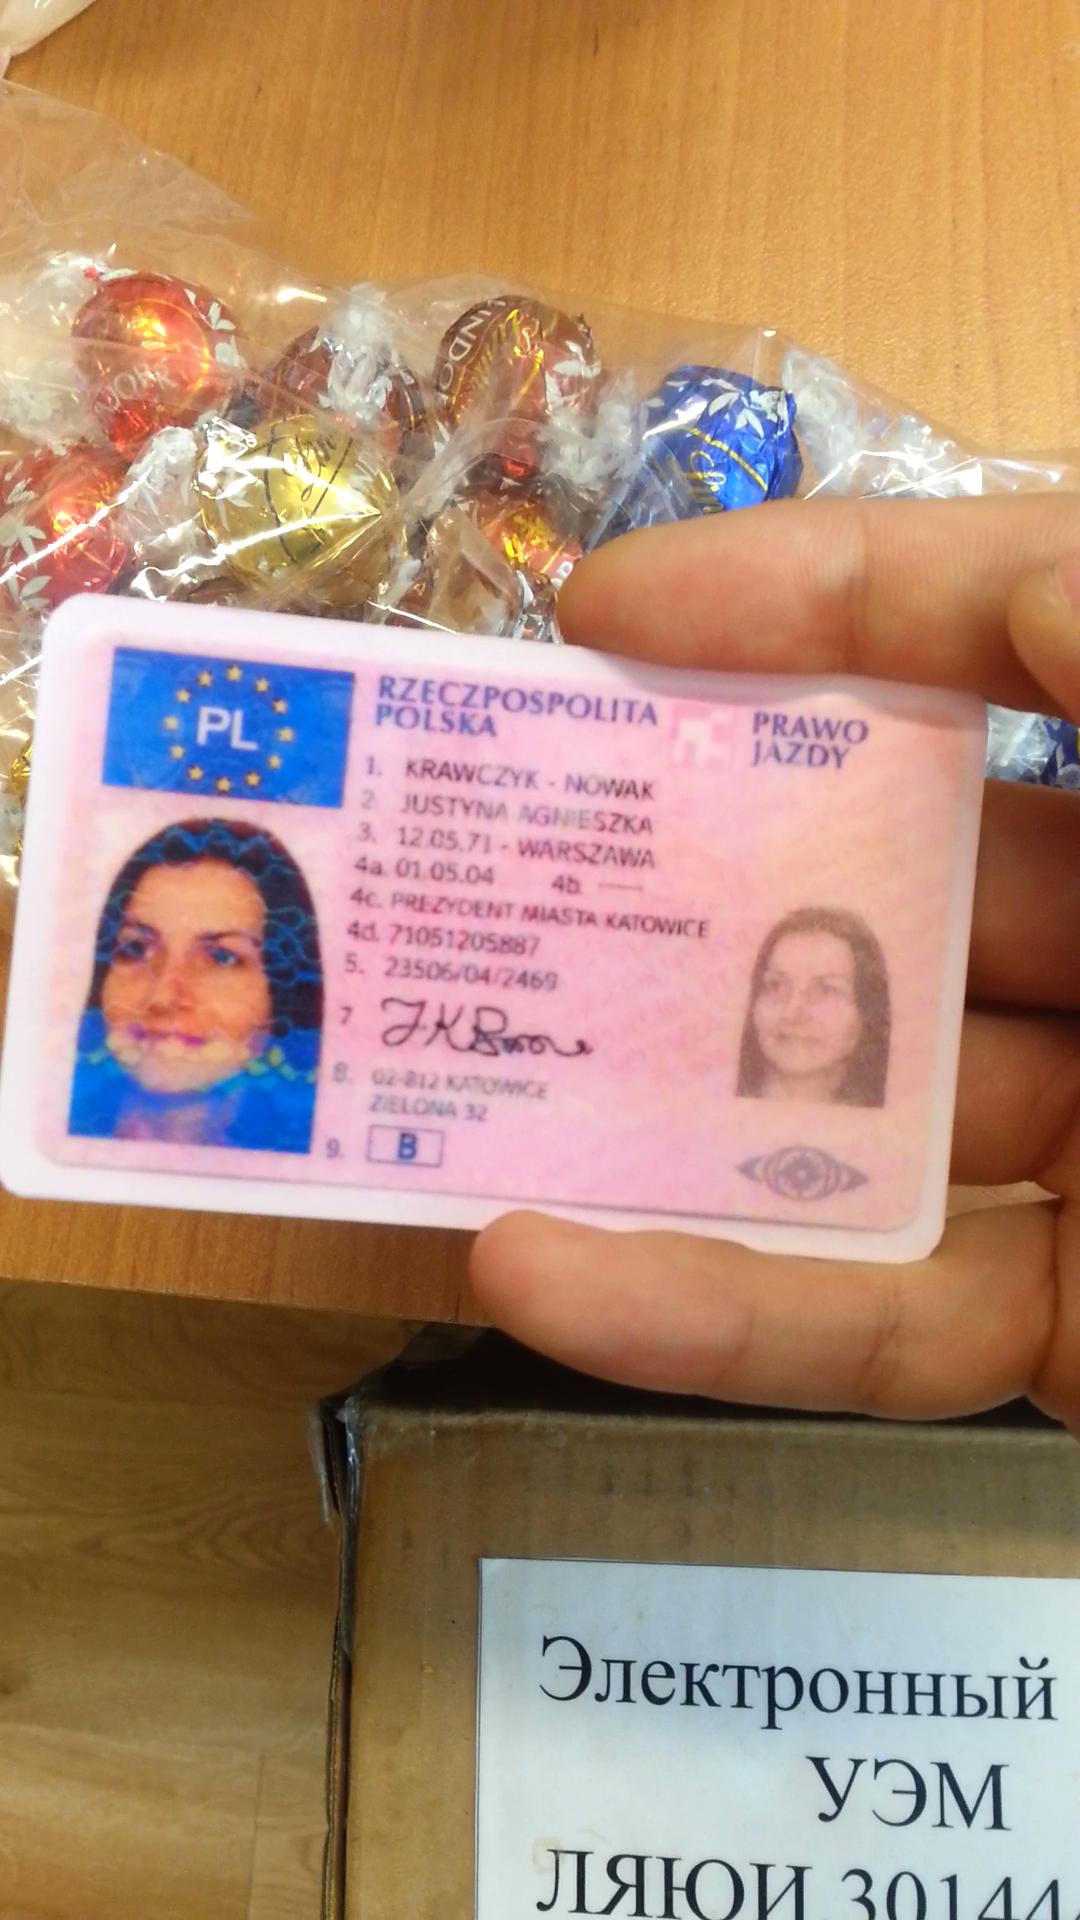 LINDOR
PL
RZECZPOSPOLITA
POLSKA
PRAWO
JAZDY
1. KRAWCZYK - NOWAK
2. JUSTYNA AGNIESZKA
3. 12.05.71 - WARSZAWA
4a. 01.05.04 4b. —
4c. PREZYDENT MIASTA KATOWICE
4d. 71051205887
5. 23506/04/2469
7
8. 02-812 KATOWICE
ZIELONA 32
9. B
Электронный
УЭМ
ЛЯЮИ 30144